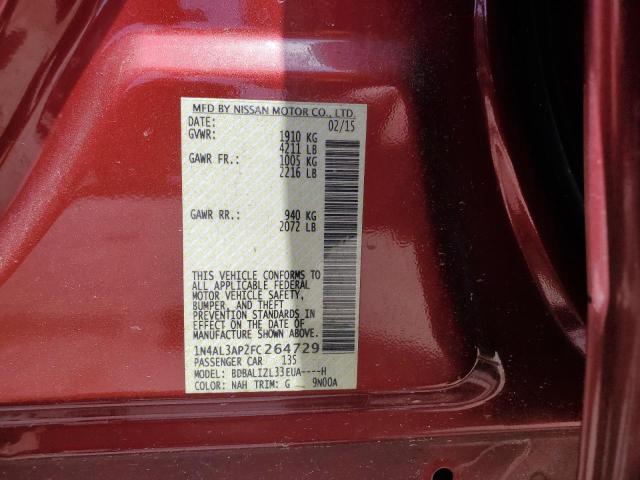 MFD BY NISSAN MOTOR CO., LTD.
DATE: 02/15
GVWR: 1910 KG
4211 LB
GAWR FR.: 1005 KG
2216 LB
GAWR RR.: 940 KG
2072 LB
THIS VEHICLE CONFORMS TO
ALL APPLICABLE FEDERAL
MOTOR VEHICLE SAFETY,
BUMPER, AND THEFT
PREVENTION STANDARDS IN
EFFECT ON THE DATE OF
MANUFACTURE SHOWN ABOVE.
1N4AL3AP2FC264729
PASSENGER CAR 135
MODEL: BDBALIZL33EUA----H
COLOR: NAH TRIM: G 9N00A